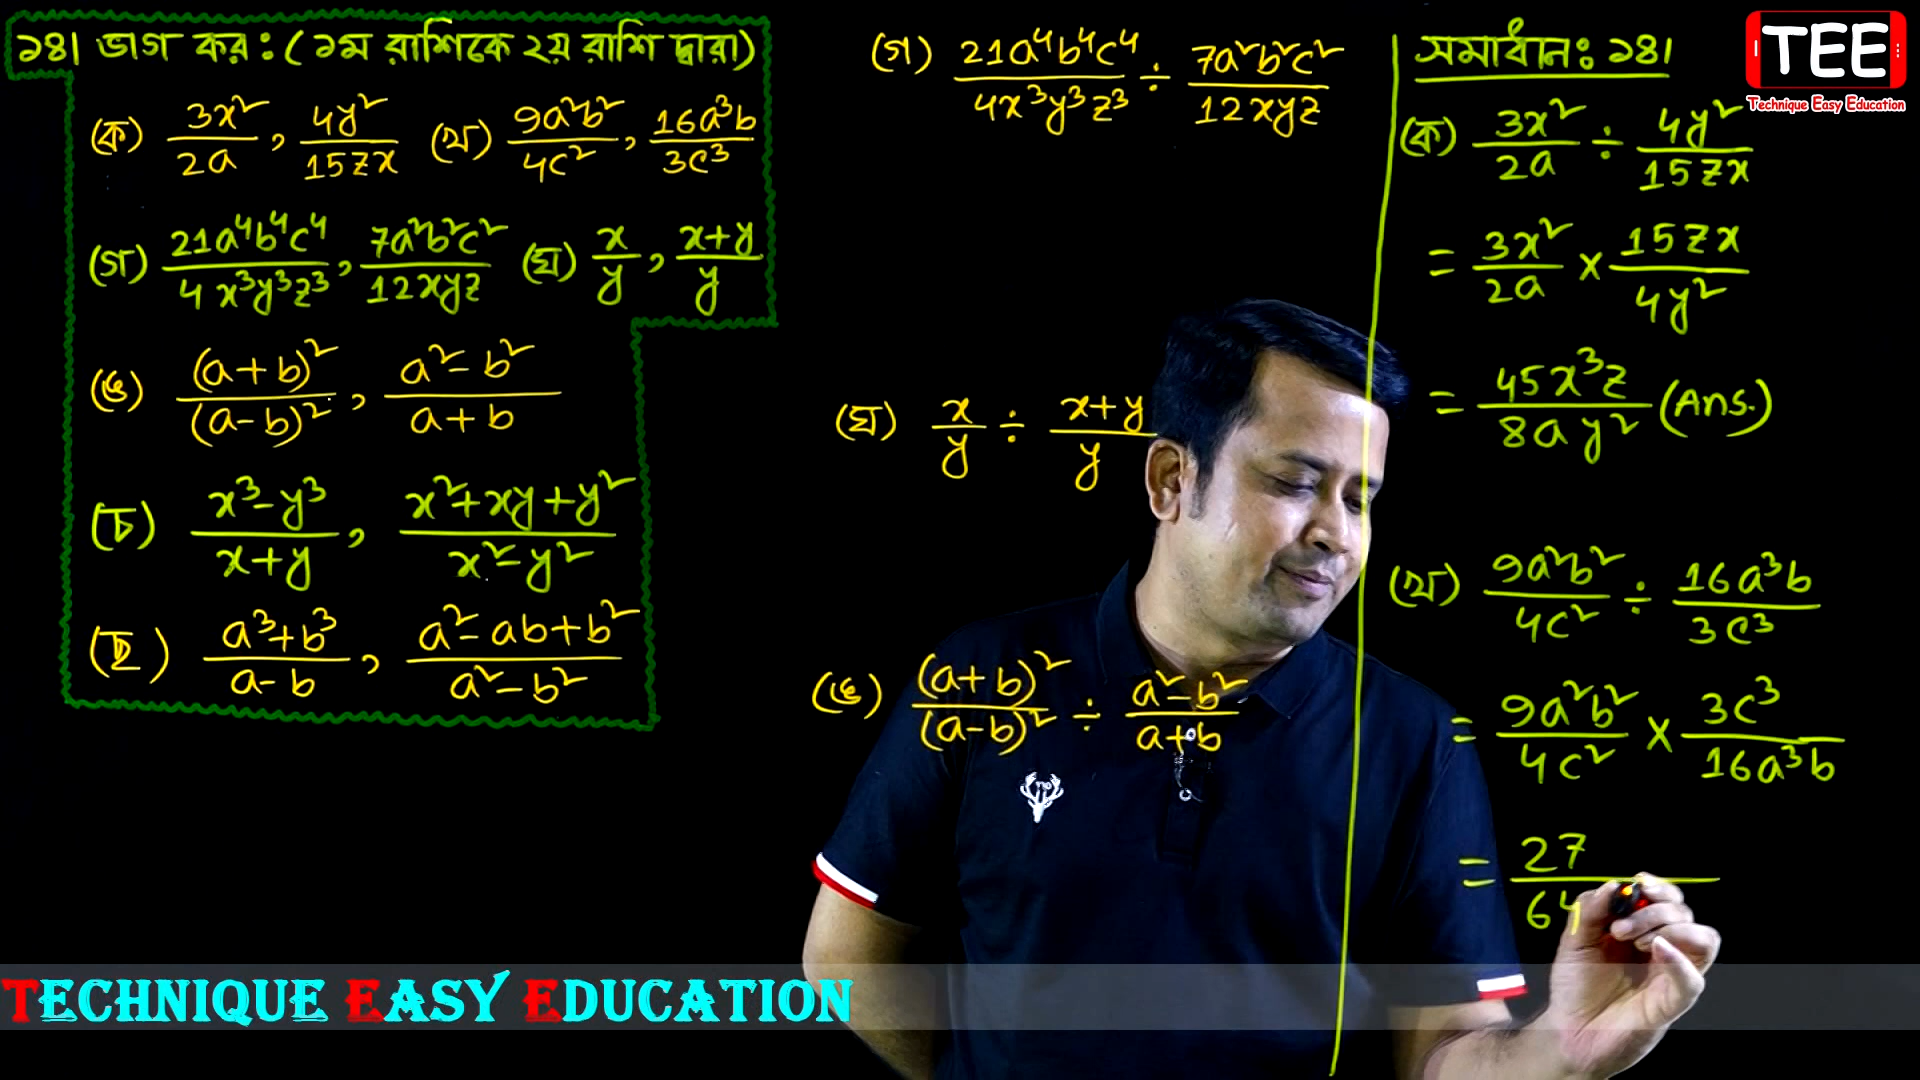 ১৪। ভাগ কর : ( ১ম রাশিকে ২য় রাশি দ্বারা)
(ক) 3x²/2a , 4y²/15zx (খ) 9a²b²/4c² , 16a³b/3c³
(গ) 21a⁴b⁴c⁴/4x³y³z³ , 7a²b²c²/12xyz (ঘ) x/y , x+y/y
(ঙ) (a+b)²/(a-b)² , a²-b²/a+b
(চ) x³-y³/x+y , x²+xy+y²/x²-y²
(ছ) a³+b³/a-b , a²-ab+b²/a²-b²
(গ) 21a⁴b⁴c⁴/4x³y³z³ ÷ 7a²b²c²/12xyz
(ঘ) x/y ÷ x+y/y
(ঙ) (a+b)²/(a-b)² ÷ a²-b²/a+b
সমাধান: ১৪।
(ক) 3x²/2a ÷ 4y²/15zx
= 3x²/2a × 15zx/4y²
= 45x³z/8ay² (Ans.)
(খ) 9a²b²/4c² ÷ 16a³b/3c³
= 9a²b²/4c² × 3c³/16a³b
= 27/64
TEE
Technique Easy Education
TECHNIQUE EASY EDUCATION